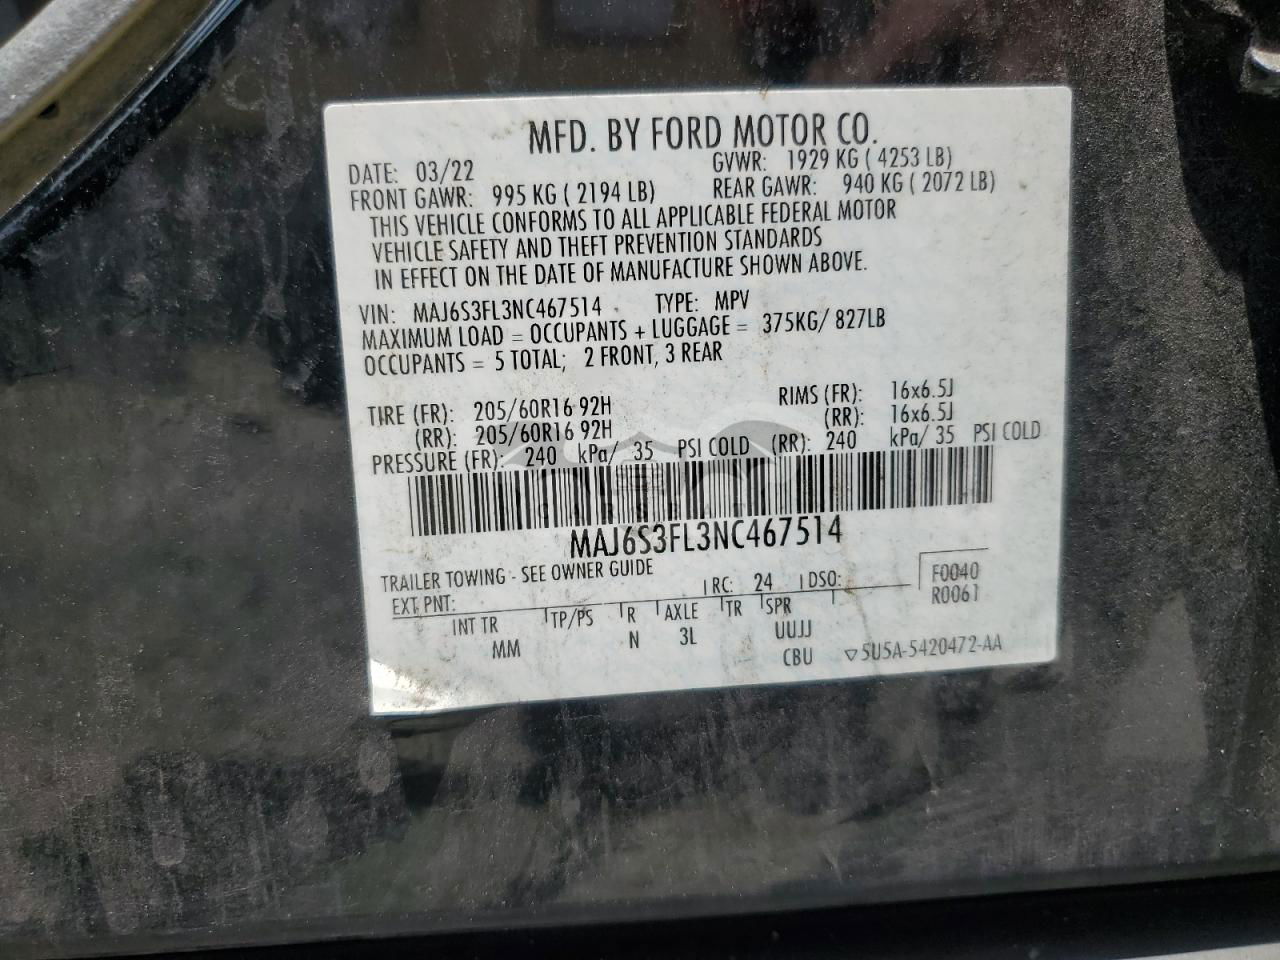 MFD. BY FORD MOTOR CO.
DATE: 03/22 GVWR: 1929 KG ( 4253 LB)
FRONT GAWR: 995 KG ( 2194 LB) REAR GAWR: 940 KG ( 2072 LB)
THIS VEHICLE CONFORMS TO ALL APPLICABLE FEDERAL MOTOR
VEHICLE SAFETY AND THEFT PREVENTION STANDARDS
IN EFFECT ON THE DATE OF MANUFACTURE SHOWN ABOVE.
VIN: MAJ6S3FL3NC467514 TYPE: MPV
MAXIMUM LOAD = OCCUPANTS + LUGGAGE = 375KG/ 827LB
OCCUPANTS = 5 TOTAL; 2 FRONT, 3 REAR
TIRE (FR): 205/60R16 92H RIMS (FR): 16x6.5J
(RR): 205/60R16 92H (RR): 16x6.5J
PRESSURE (FR): 240 kPa/ 35 PSI COLD (RR): 240 kPa/ 35 PSI COLD
MAJ6S3FL3NC467514
TRAILER TOWING - SEE OWNER GUIDE
EXT PNT: RC: 24 DSO: F0040
R0061
INT TR TP/PS R AXLE TR SPR
MM N 3L UUJJ
CBU 5U5A-5420472-AA